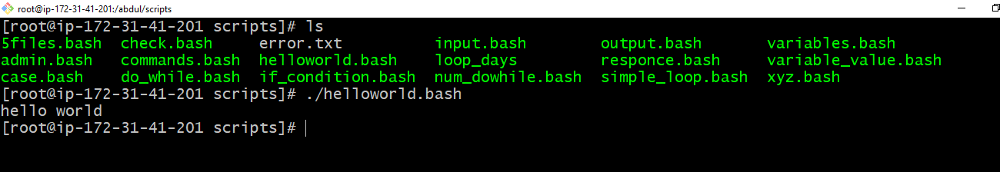 root@ip-172-31-41-201:/abdul/scripts
[root@ip-172-31-41-201 scripts]# ls
5files.bash check.bash error.txt input.bash output.bash variables.bash
admin.bash commands.bash helloworld.bash loop_days responce.bash variable_value.bash
case.bash do_while.bash if_condition.bash num_dowhile.bash simple_loop.bash xyz.bash
[root@ip-172-31-41-201 scripts]# ./helloworld.bash
hello world
[root@ip-172-31-41-201 scripts]#